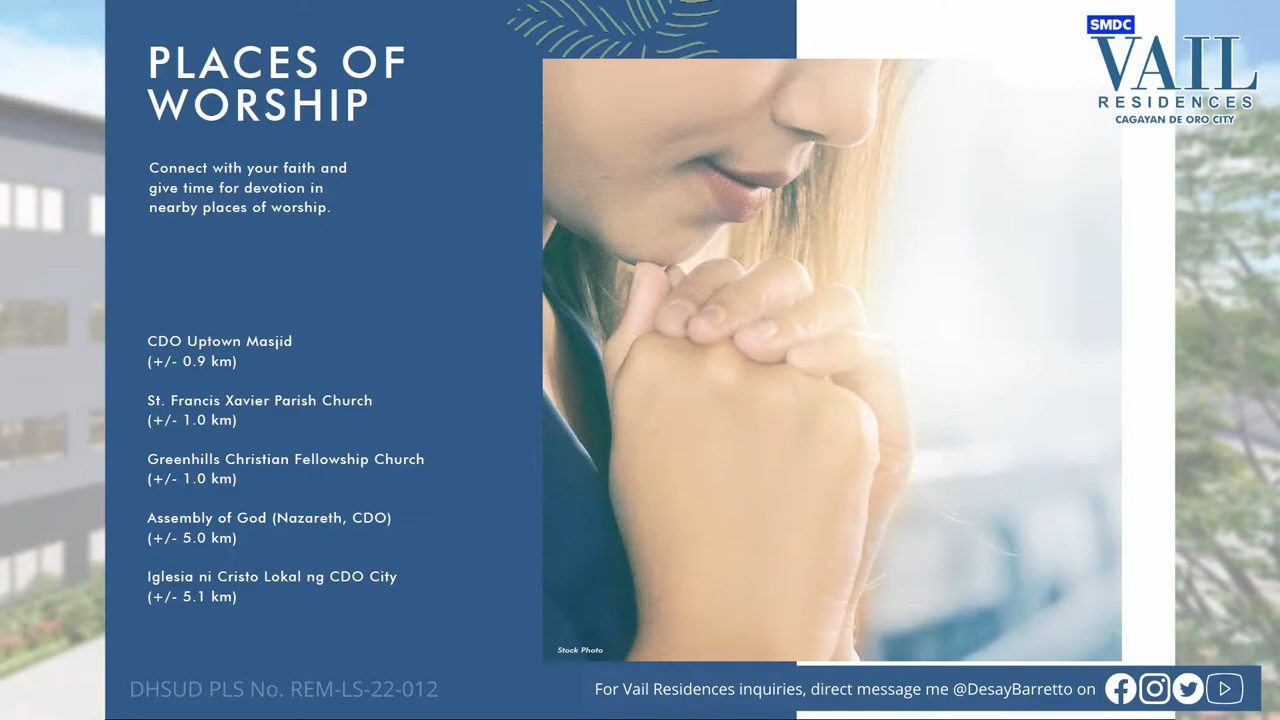 PLACES OF
WORSHIP
Connect with your faith and
give time for devotion in
nearby places of worship.
CDO Uptown Masjid
(+/- 0.9 km)
St. Francis Xavier Parish Church
(+/- 1.0 km)
Greenhills Christian Fellowship Church
(+/- 1.0 km)
Assembly of God (Nazareth, CDO)
(+/- 5.0 km)
Iglesia ni Cristo Lokal ng CDO City
(+/- 5.1 km)
SMDC
VAIL
RESIDENCES
CAGAYAN DE ORO CITY
Stock Photo
DHSUD PLS No. REM-LS-22-012
For Vail Residences inquiries, direct message me @DesayBarretto on